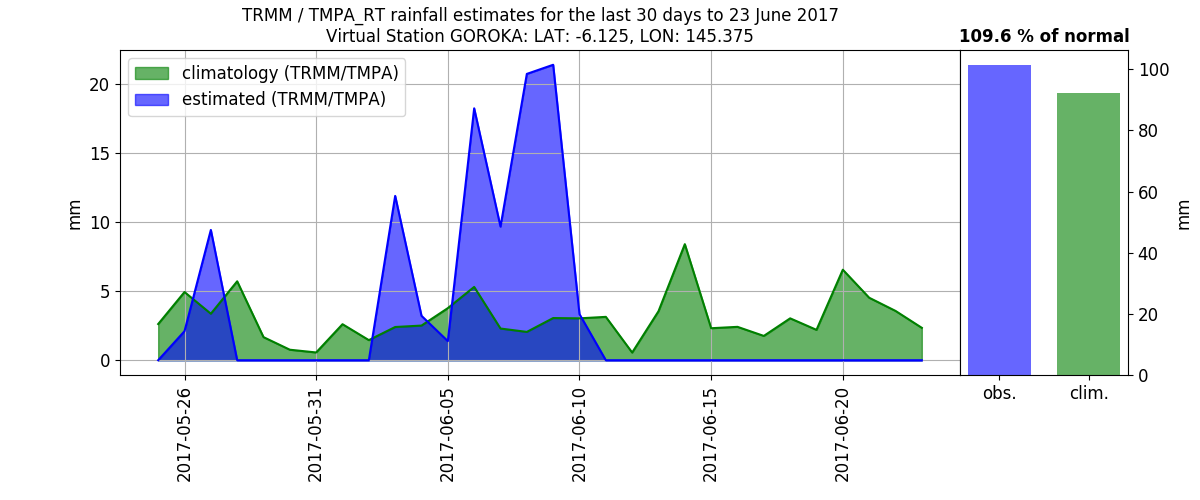 TRMM / TMPA_RT rainfall estimates for the last 30 days to 23 June 2017
Virtual Station GOROKA: LAT: -6.125, LON: 145.375
109.6 % of normal
climatology (TRMM/TMPA)
estimated (TRMM/TMPA)
20
15
10
5
0
mm
2017-05-26
2017-05-31
2017-06-05
2017-06-10
2017-06-15
2017-06-20
100
80
60
40
20
0
mm
obs.
clim.